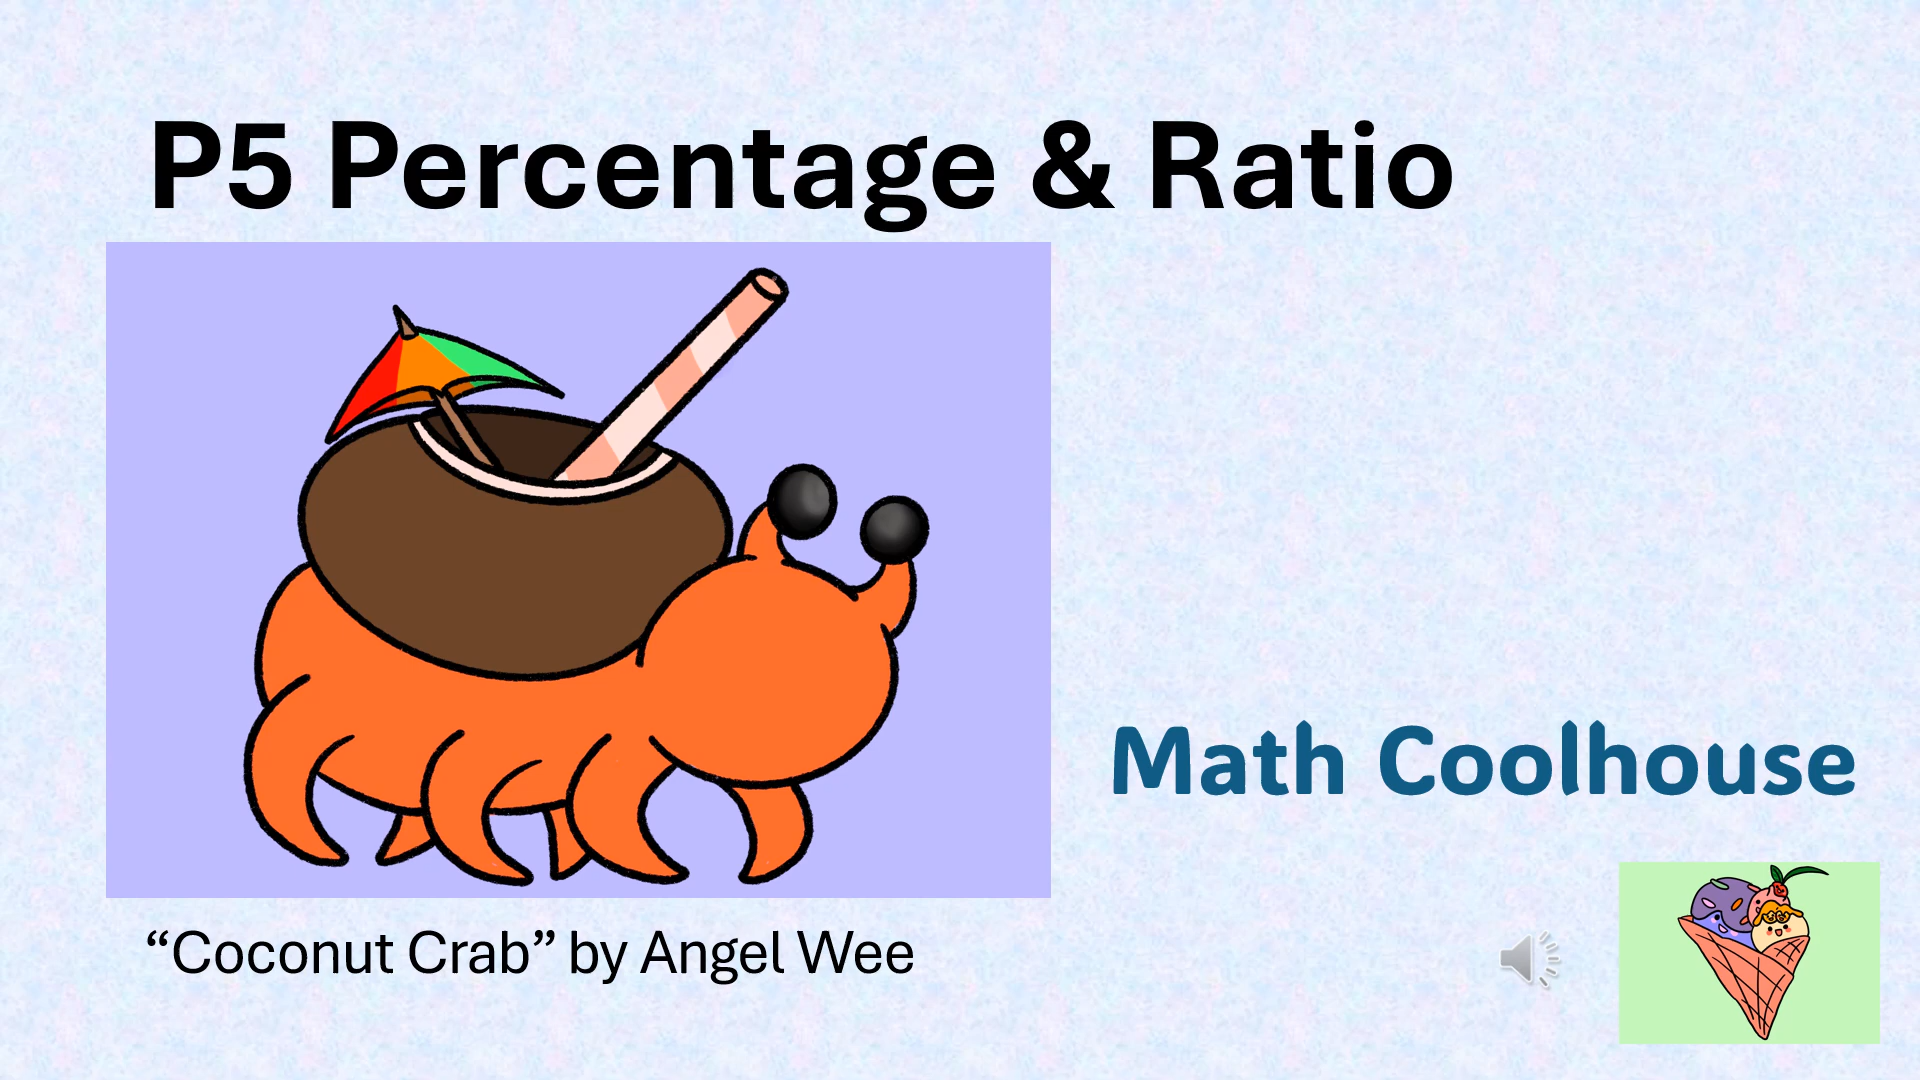 P5 Percentage & Ratio
Math Coolhouse
“Coconut Crab” by Angel Wee